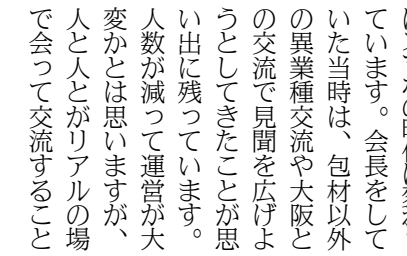 ています。会長をして
いた当時は、包材以外
の異業種交流や大阪と
の交流で見聞を広げよ
うとしてきたことが思
い出に残っています。
人数が減って運営が大
変かとは思いますが、
人と人とがリアルの場
で会って交流すること